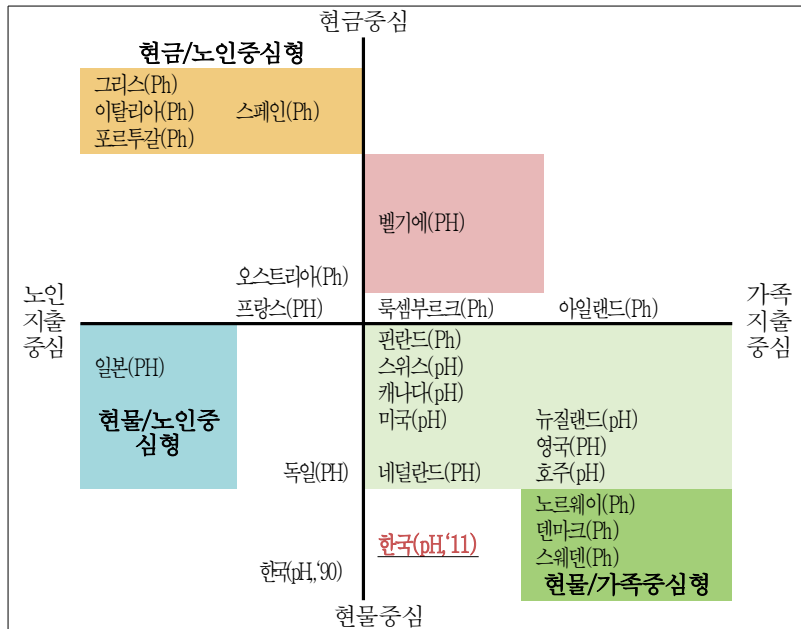 현금중심
현금/노인중심형
그리스(Ph)
이탈리아(Ph) 스페인(Ph)
포르투갈(Ph)
벨기에(PH)
오스트리아(Ph)
노인
지출
중심
프랑스(PH) 룩셈부르크(Ph) 아일랜드(Ph)
가족
지출
중심
핀란드(Ph)
일본(PH) 스위스(pH)
캐나다(pH)
현물/노인중
심형
미국(pH) 뉴질랜드(pH)
영국(PH)
독일(PH) 네덜란드(PH) 호주(pH)
노르웨이(Ph)
한국(pH,‘11) 덴마크(Ph)
스웨덴(Ph)
한국(pH,,‘90) 현물/가족중심형
현물중심